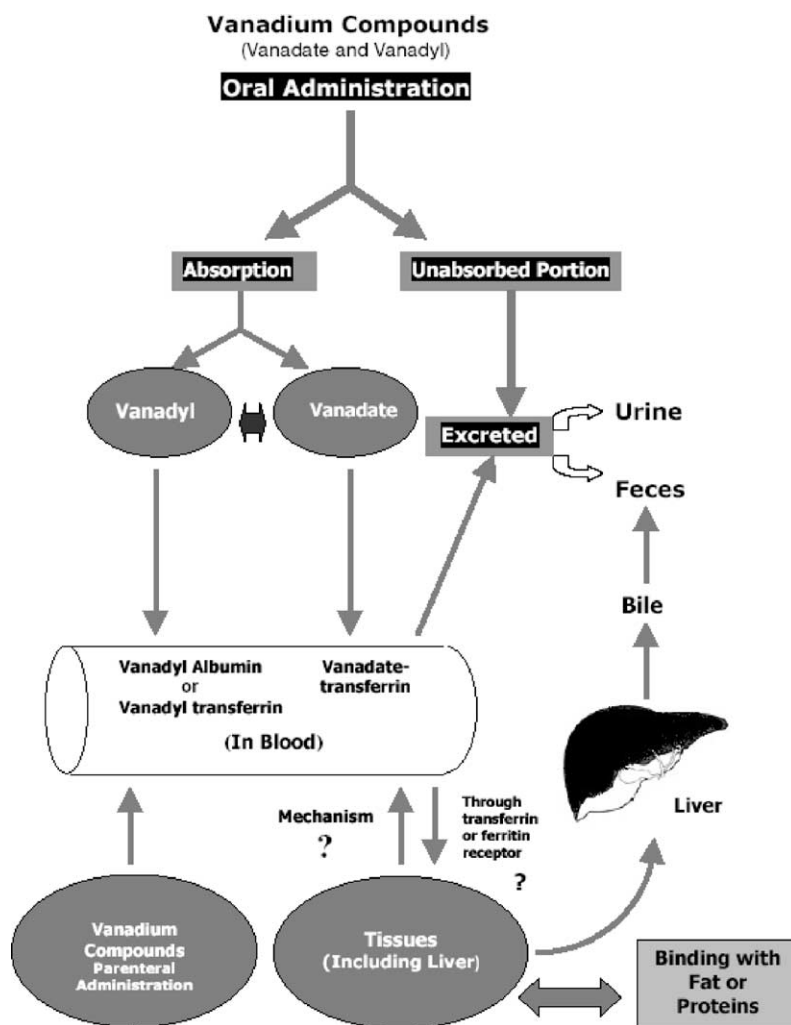 Vanadium Compounds
(Vanadate and Vanadyl)
Oral Administration
Absorption
Unabsorbed Portion
Vanadyl
Vanadate
Excreted
Urine
Feces
Bile
Vanadyl Albumin
or
Vanadyl transferrin
Vanadate-
transferrin
(In Blood)
Liver
Mechanism
?
Through
transferrin
or ferritin
receptor
?
Vanadium
Compounds
Parenteral
Administration
Tissues
(Including Liver)
Binding with
Fat or
Proteins